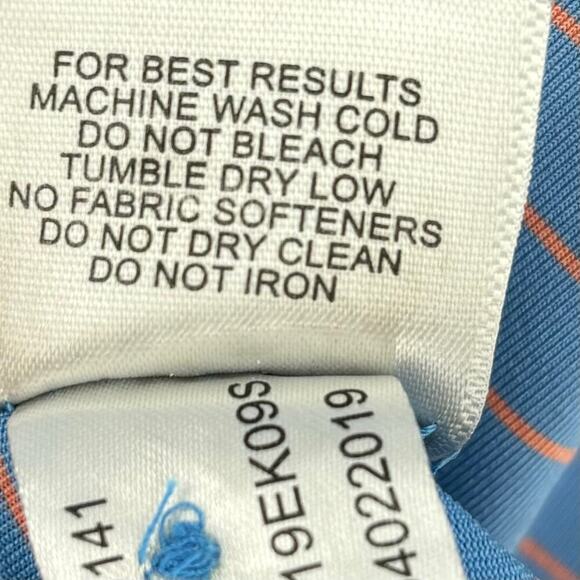 FOR BEST RESULTS
MACHINE WASH COLD
DO NOT BLEACH
TUMBLE DRY LOW
NO FABRIC SOFTENERS
DO NOT DRY CLEAN
DO NOT IRON
141
19EK09S
4022019